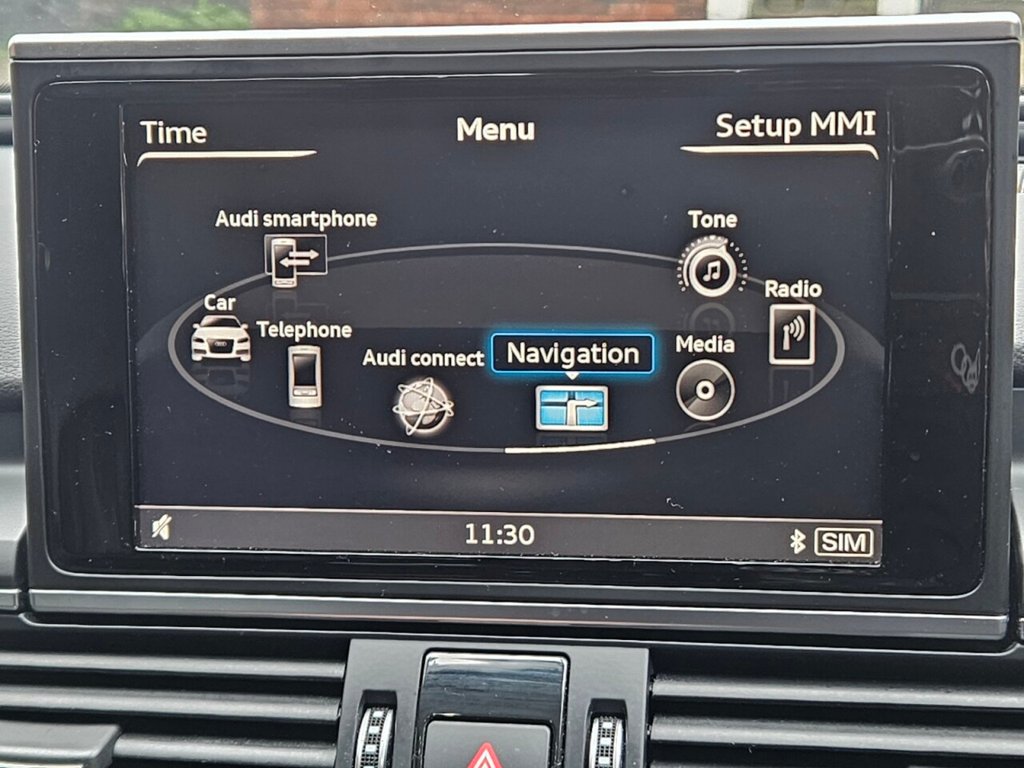 Time
Menu
Setup MMI
Audi smartphone
Tone
Car
Radio
Telephone
Audi connect
Navigation
Media
11:30
SIM